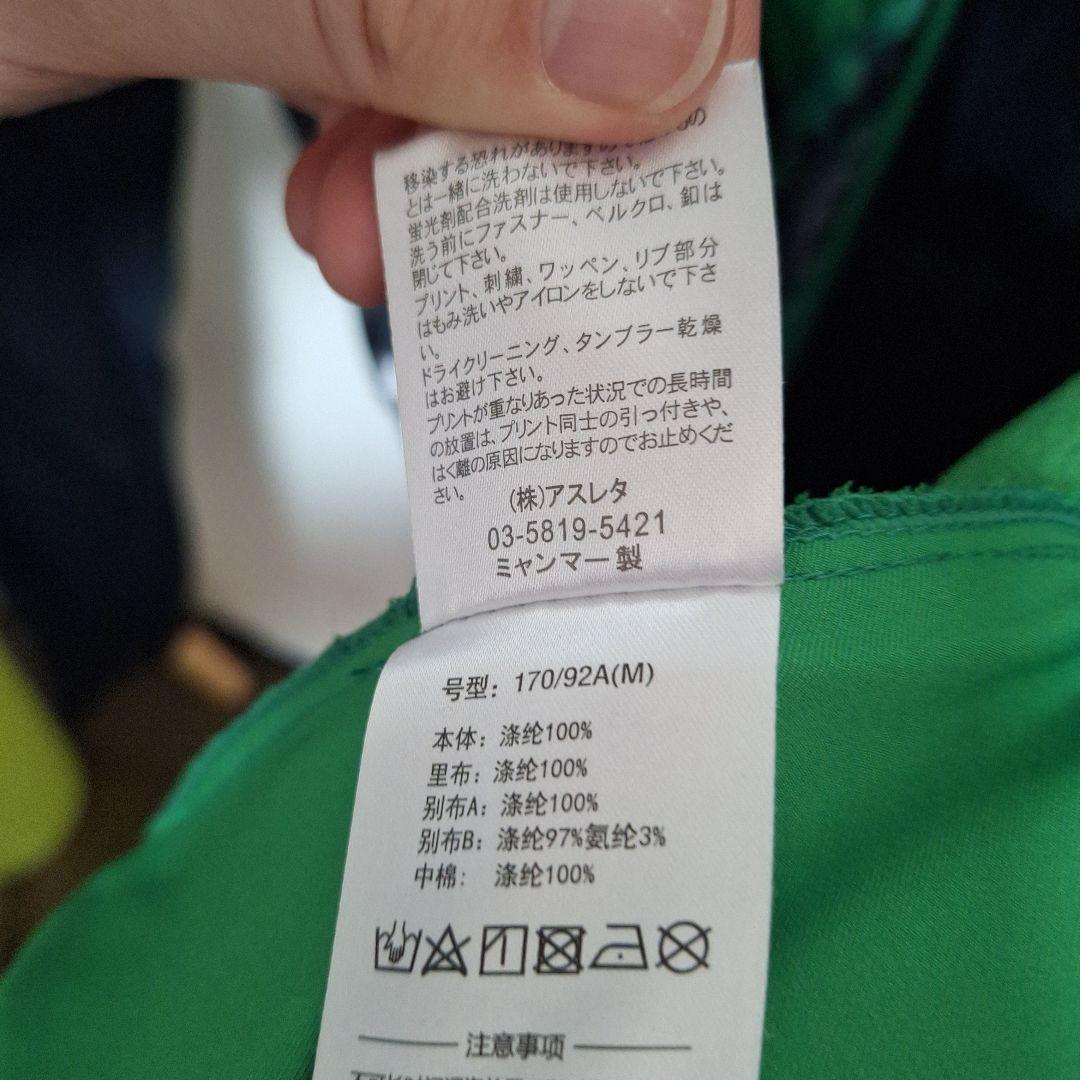 移染する恐れがありますので
とは一緒に洗わないで下さい。
蛍光剤配合洗剤は使用しないで下さい。
洗う前にファスナー、ベルクロ、釦は
閉じて下さい。
プリント、刺繍、ワッペン、リブ部分
はもみ洗いやアイロンをしないで下さ
い。
ドライクリーニング、タンブラー乾燥
はお避け下さい。
プリントが重なりあった状況での長時間
の放置は、プリント同士の引っ付きや、
はく離の原因になりますのでお止めくだ
さい。
(株)アスレタ
03-5819-5421
ミャンマー製
号型: 170/92A(M)
本体: 涤纶100%
里布: 涤纶100%
别布A: 涤纶100%
别布B: 涤纶97%氨纶3%
中棉: 涤纶100%
注意事项